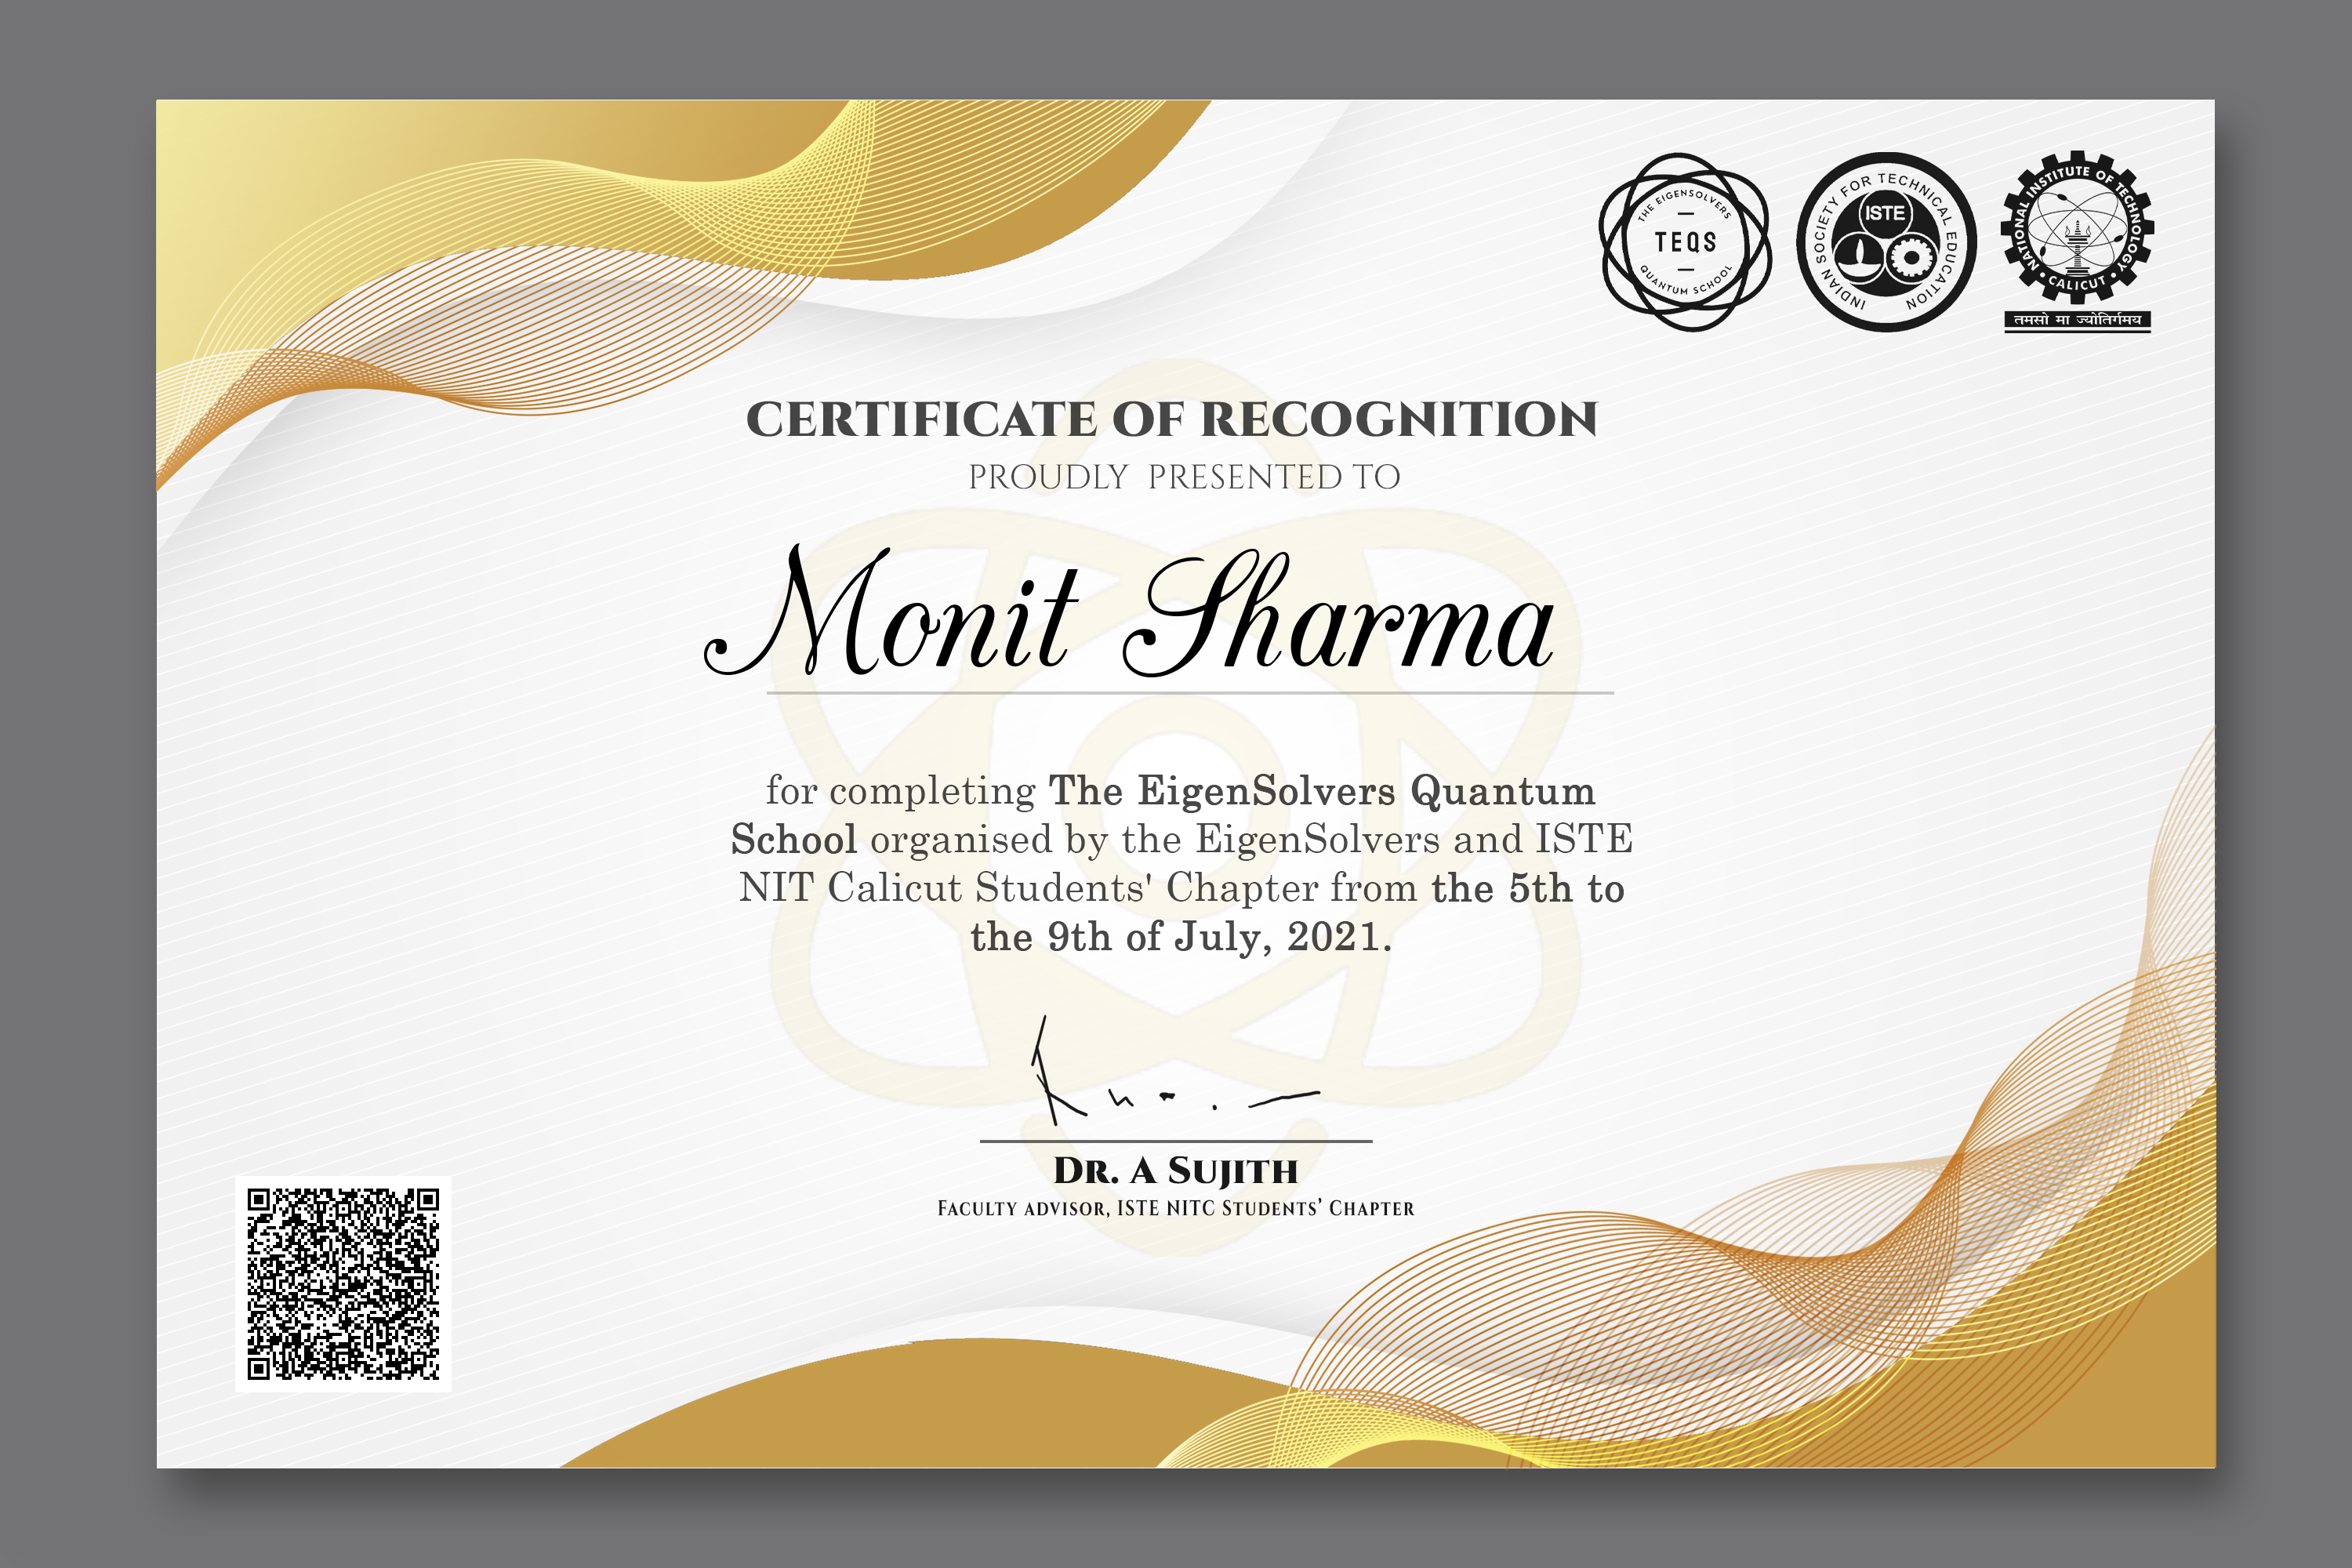 THE EIGENSOLVERS
TEQS
QUANTUM SCHOOL
INDIAN SOCIETY FOR TECHNICAL EDUCATION
ISTE
NATIONAL INSTITUTE OF TECHNOLOGY
CALICUT
तमसो मा ज्योतिर्गमय
CERTIFICATE OF RECOGNITION
PROUDLY PRESENTED TO
Monit Sharma
for completing The EigenSolvers Quantum
School organised by the EigenSolvers and ISTE
NIT Calicut Students' Chapter from the 5th to
the 9th of July, 2021.
DR. A SUJITH
FACULTY ADVISOR, ISTE NITC STUDENTS’ CHAPTER